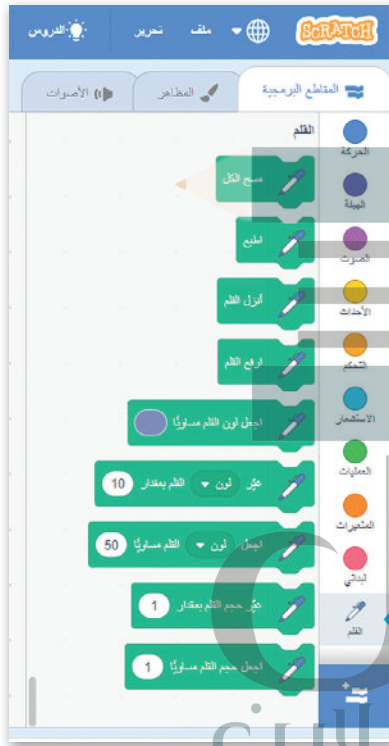 SCRATCH ملف تحرير الدروس
المقاطع البرمجية المظاهر الأصوات
القلم
الحركة
الهيئة
الصوت
الأحداث
التحكم
الاستشعار
العمليات
المتغيرات
لبناتي
القلم
مسح الكل
اطبع
أنزل القلم
ارفع القلم
اجعل لون القلم مساويًا
غيّر لون القلم بمقدار 10
اجعل لون القلم مساويًا 50
غيّر حجم القلم بمقدار 1
اجعل حجم القلم مساويًا 1